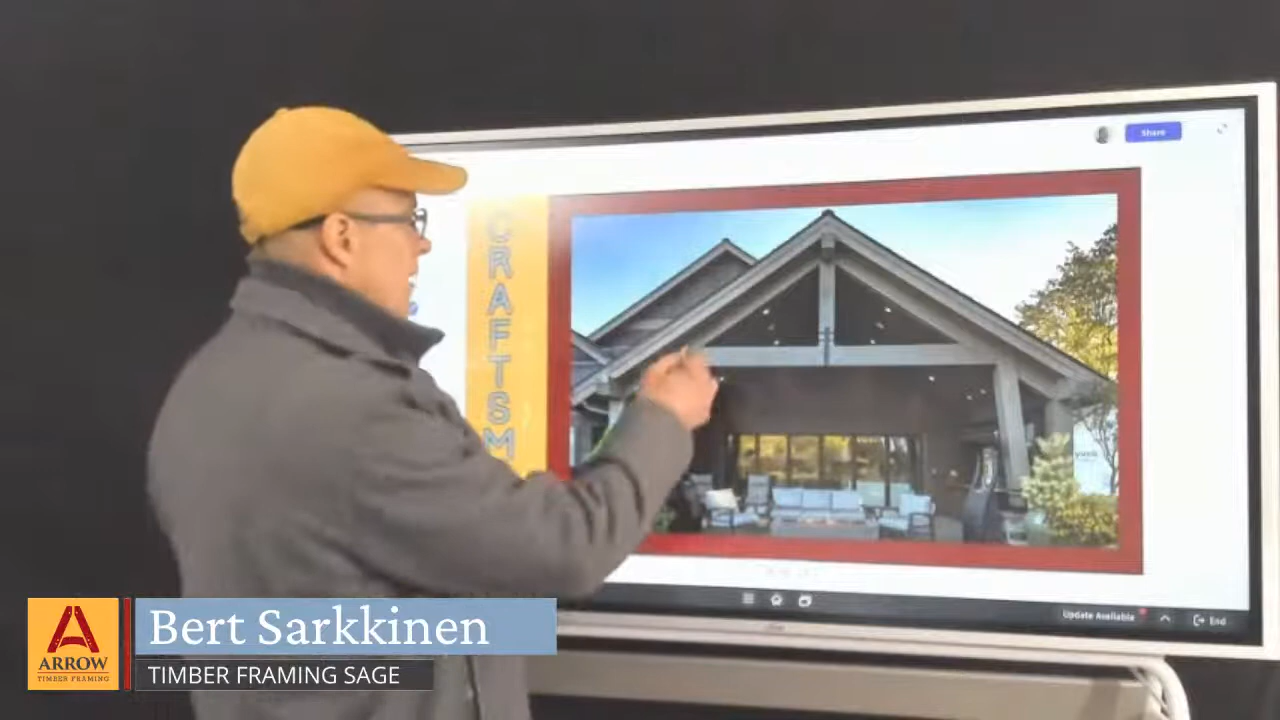 Share
CRAFTSM
Update Available
End
Bert Sarkkinen
TIMBER FRAMING SAGE
ARROW
TIMBER FRAMING